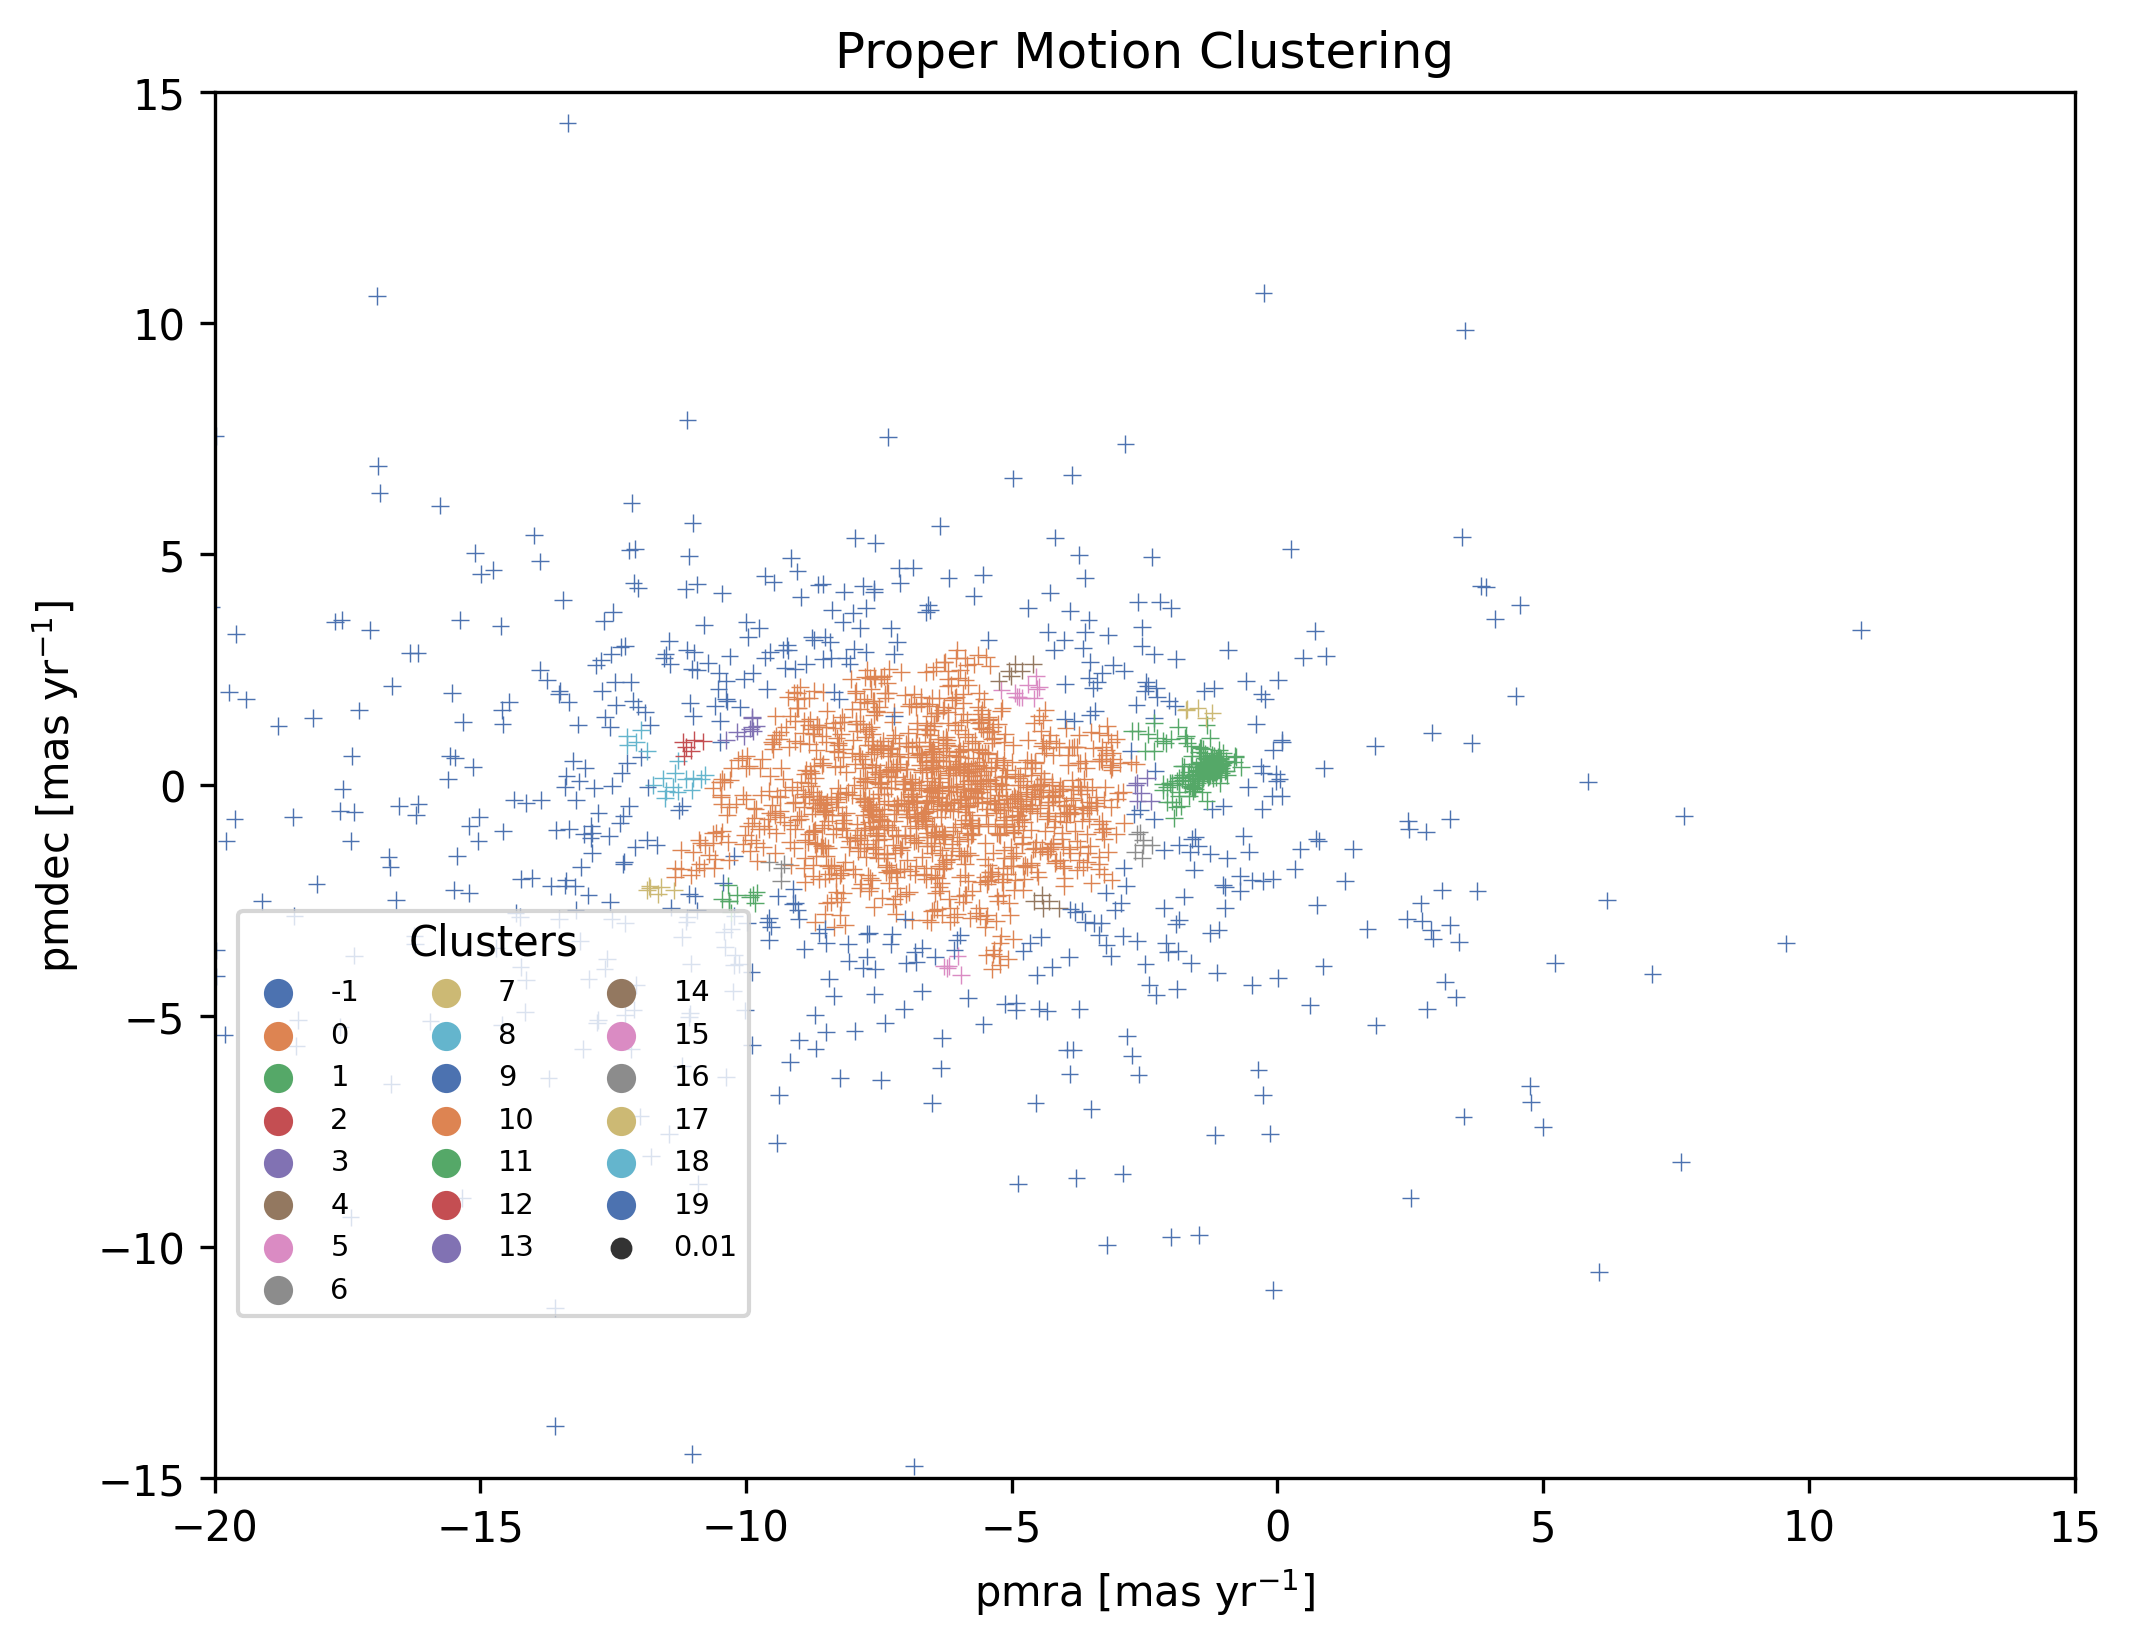 Proper Motion Clustering
15
10
5
0
−5
−10
−15
pmdec [mas yr⁻¹]
Clusters
-1 7 14
0 8 15
1 9 16
2 10 17
3 11 18
4 12 19
5 13 0.01
6
−20 −15 −10 −5 0 5 10 15
pmra [mas yr⁻¹]